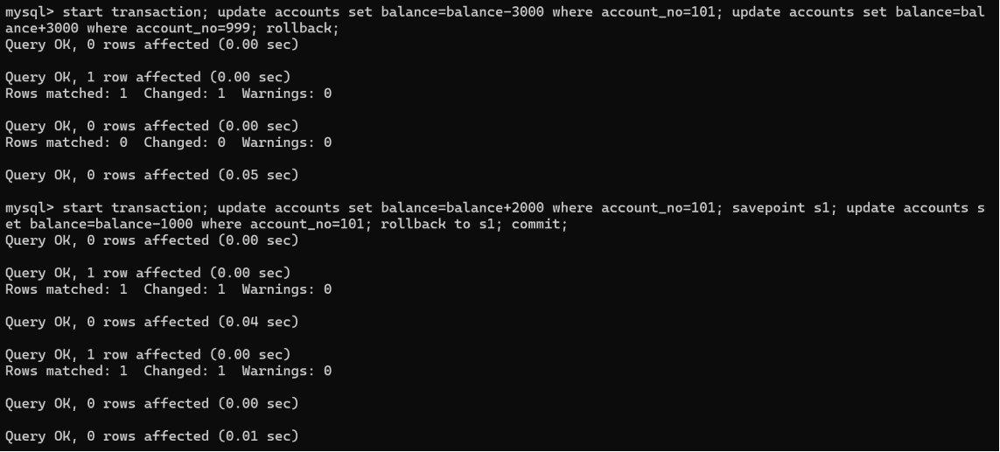 mysql> start transaction; update accounts set balance=balance-3000 where account_no=101; update accounts set balance=bal
ance+3000 where account_no=999; rollback;
Query OK, 0 rows affected (0.00 sec)

Query OK, 1 row affected (0.00 sec)
Rows matched: 1  Changed: 1  Warnings: 0

Query OK, 0 rows affected (0.00 sec)
Rows matched: 0  Changed: 0  Warnings: 0

Query OK, 0 rows affected (0.05 sec)

mysql> start transaction; update accounts set balance=balance+2000 where account_no=101; savepoint s1; update accounts s
et balance=balance-1000 where account_no=101; rollback to s1; commit;
Query OK, 0 rows affected (0.00 sec)

Query OK, 1 row affected (0.00 sec)
Rows matched: 1  Changed: 1  Warnings: 0

Query OK, 0 rows affected (0.04 sec)

Query OK, 1 row affected (0.00 sec)
Rows matched: 1  Changed: 1  Warnings: 0

Query OK, 0 rows affected (0.00 sec)

Query OK, 0 rows affected (0.01 sec)